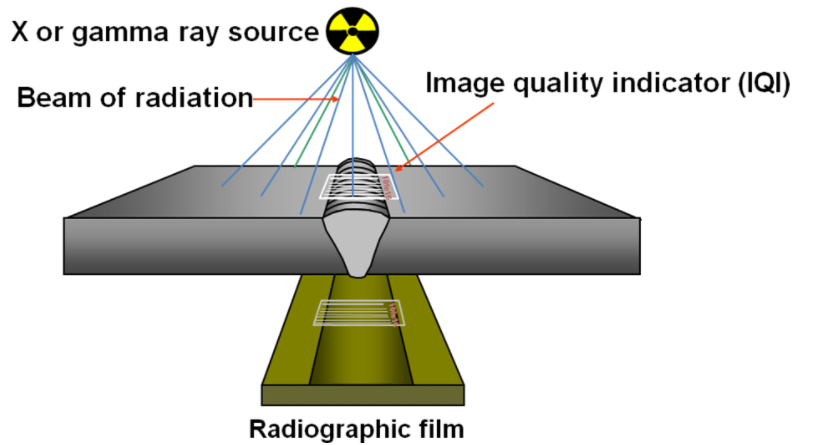 X or gamma ray source
Image quality indicator (IQI)
Beam of radiation
Radiographic film